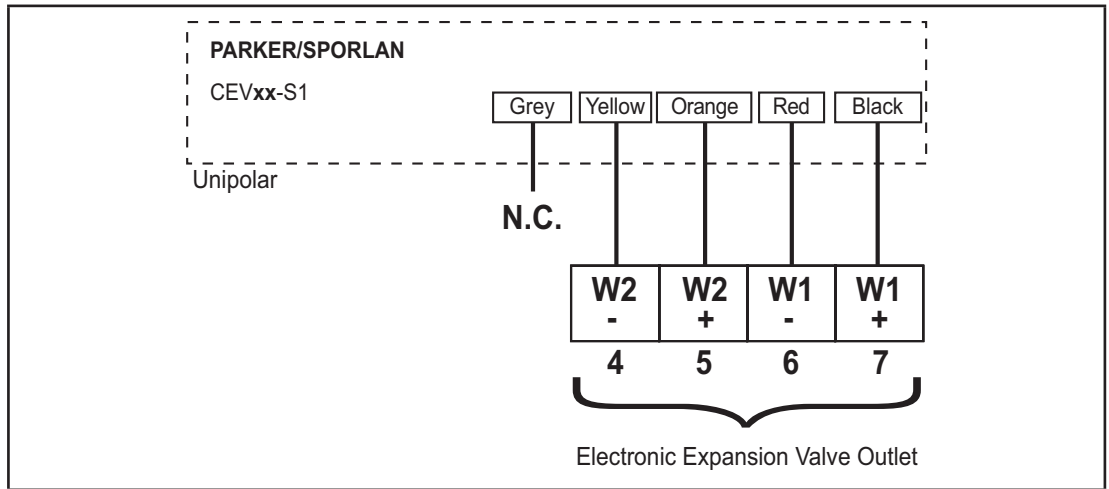 PARKER/SPORLAN
CEVxx-S1
Grey Yellow Orange Red Black
Unipolar
N.C.
W2 W2 W1 W1
- + - +
4 5 6 7
Electronic Expansion Valve Outlet